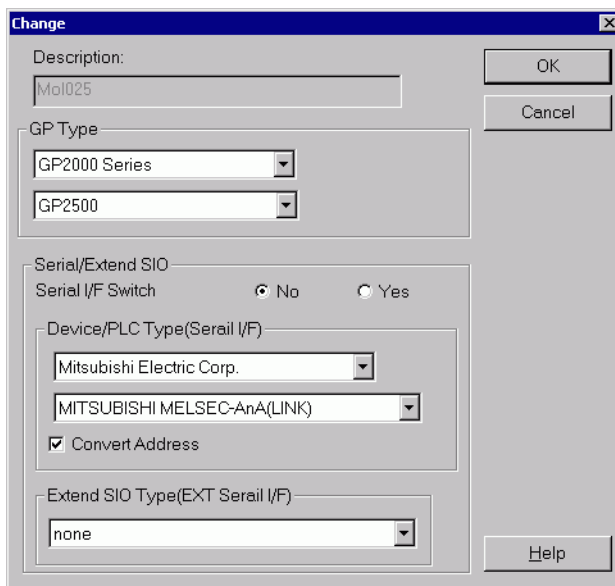 Change
Description:
Mol025
OK
Cancel
GP Type
GP2000 Series
GP2500
Serial/Extend SIO
Serial I/F Switch No Yes
Device/PLC Type(Serail I/F)
Mitsubishi Electric Corp.
MITSUBISHI MELSEC-AnA(LINK)
Convert Address
Extend SIO Type(EXT Serail I/F)
none
Help